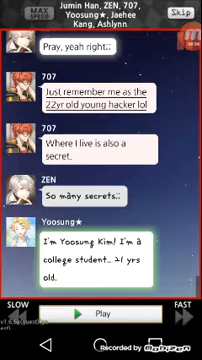 Jumin Han, ZEN, 707,
Yoosung★, Jaehee
Kang, Ashlynn
MAX
SPEED
Skip
Pray, yeah right;;
707
Just remember me as the
22yr old young hacker lol
707
Where I live is also a
secret.
ZEN
So many secrets;;
Yoosung★
I'm Yoosung Kim! I'm a
college student.. 21 yrs
old.
SLOW
Play
FAST
Recorded by